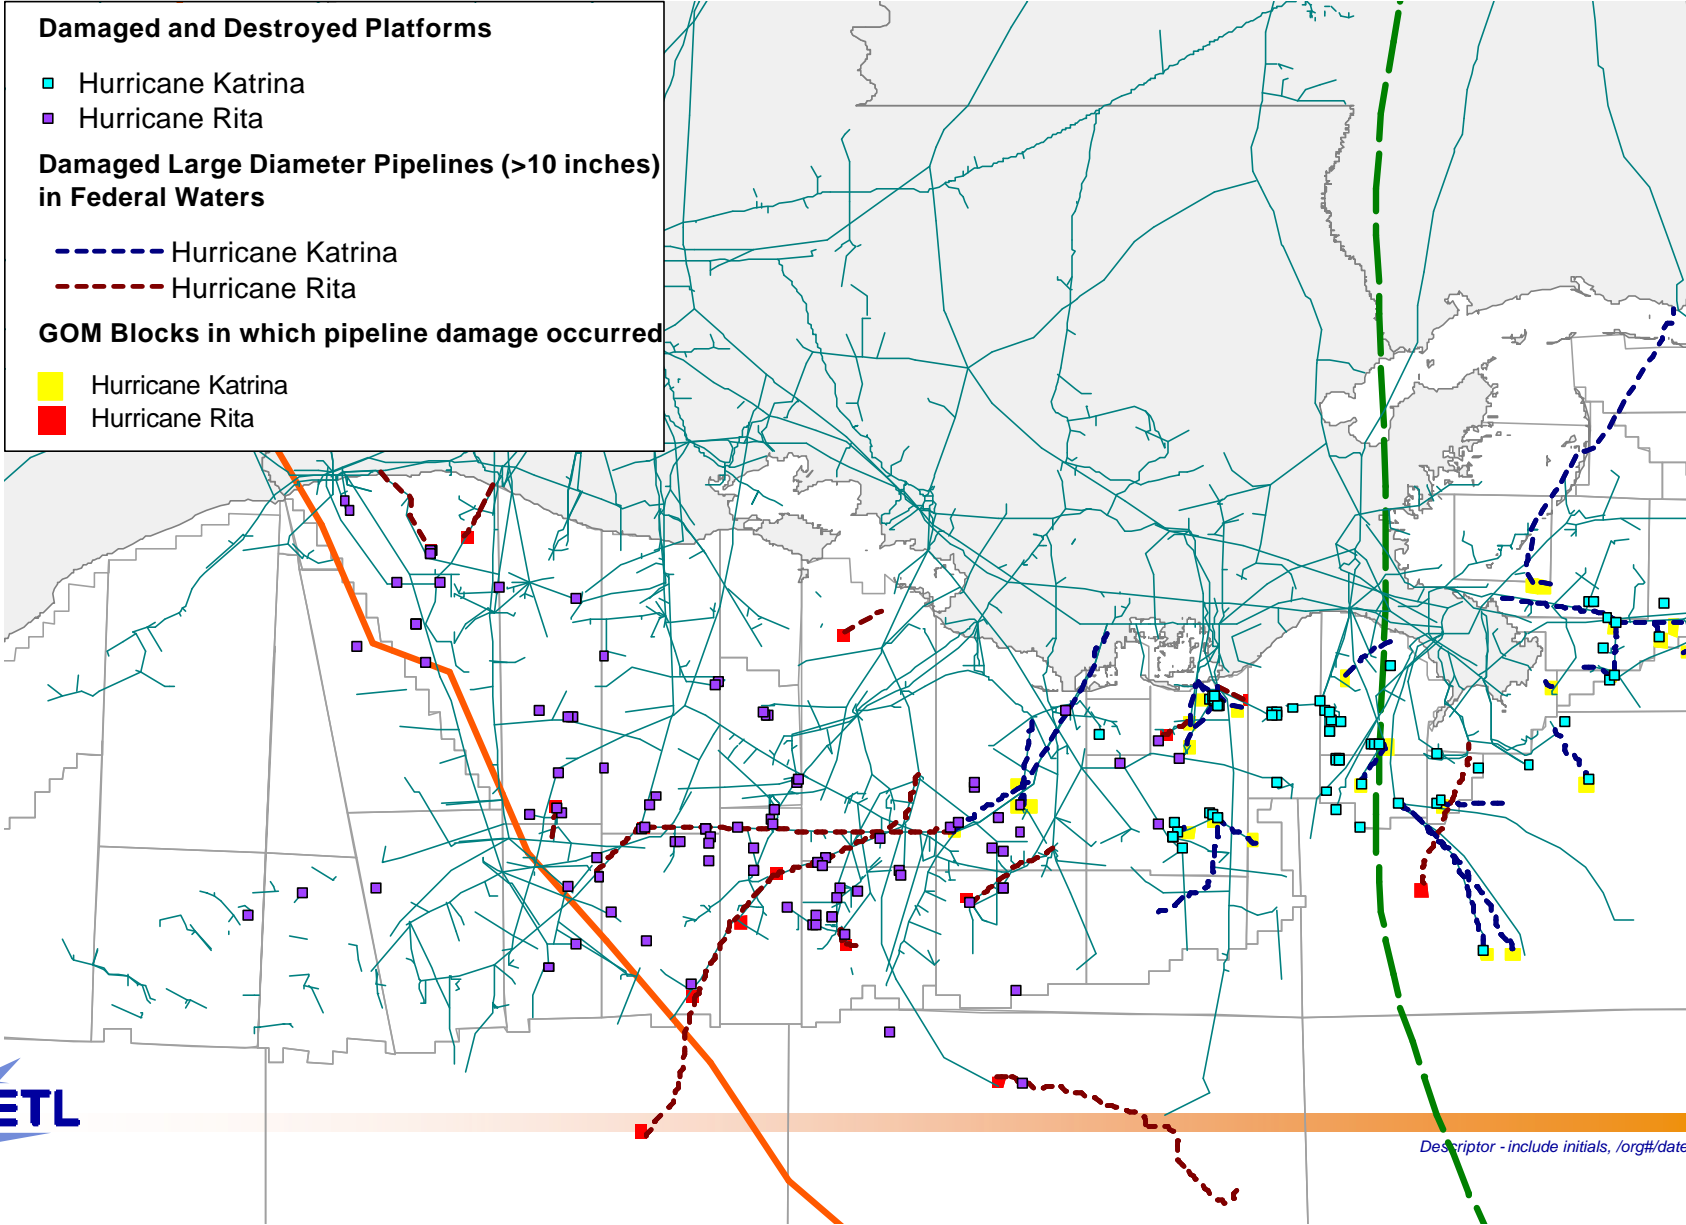 Damaged and Destroyed Platforms
Hurricane Katrina
Hurricane Rita
Damaged Large Diameter Pipelines (>10 inches)
in Federal Waters
Hurricane Katrina
Hurricane Rita
GOM Blocks in which pipeline damage occurred
Hurricane Katrina
Hurricane Rita
ETL
Descriptor - include initials, /org#/date